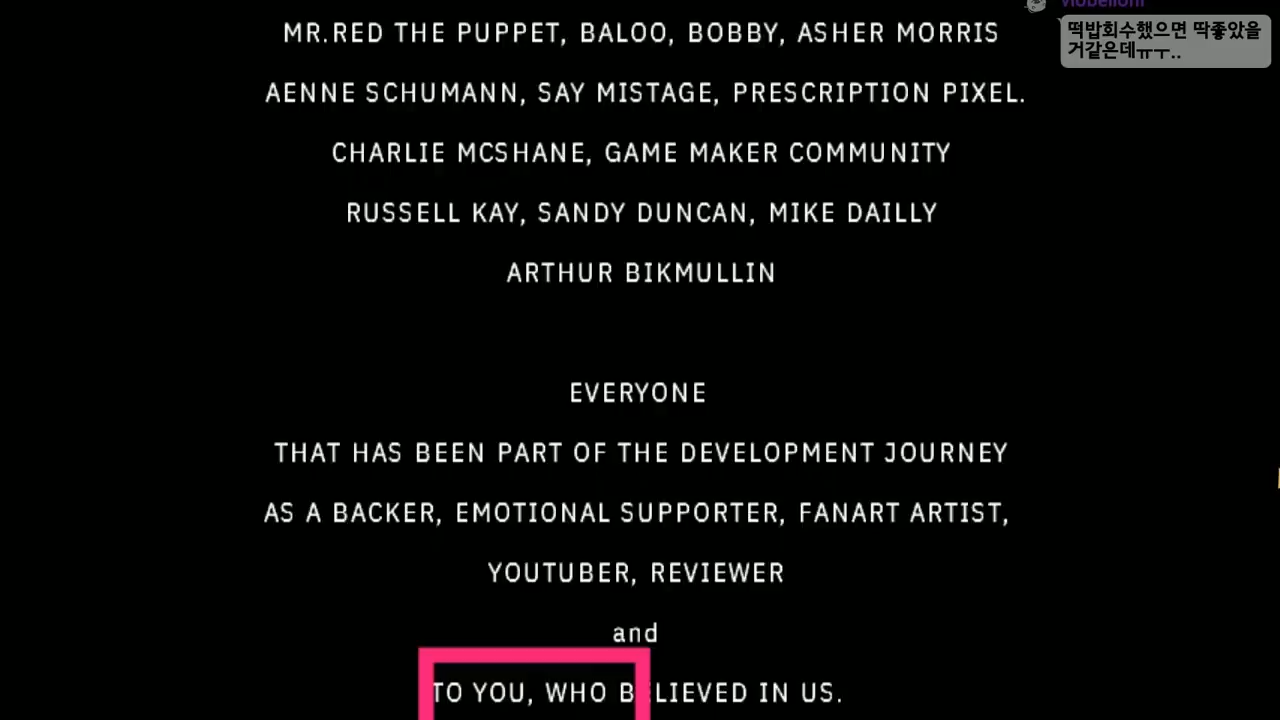 MR.RED THE PUPPET, BALOO, BOBBY, ASHER MORRIS
AENNE SCHUMANN, SAY MISTAGE, PRESCRIPTION PIXEL.
CHARLIE MCSHANE, GAME MAKER COMMUNITY
RUSSELL KAY, SANDY DUNCAN, MIKE DAILLY
ARTHUR BIKMULLIN
EVERYONE
THAT HAS BEEN PART OF THE DEVELOPMENT JOURNEY
AS A BACKER, EMOTIONAL SUPPORTER, FANART ARTIST,
YOUTUBER, REVIEWER
and
TO YOU, WHO BELIEVED IN US.
떡밥회수했으면 딱좋았을
거같은데ㅠㅜ..